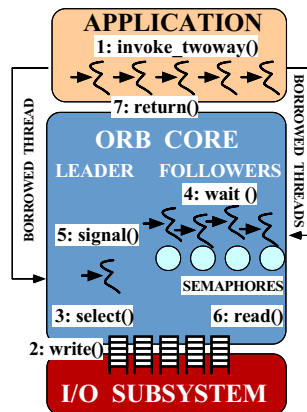 APPLICATION
1: invoke_twoway()
7: return()
BORROWED THREAD
BORROWED THREADS
ORB CORE
LEADER
FOLLOWERS
4: wait ()
5: signal()
SEMAPHORES
3: select()
6: read()
2: write()
I/O SUBSYSTEM